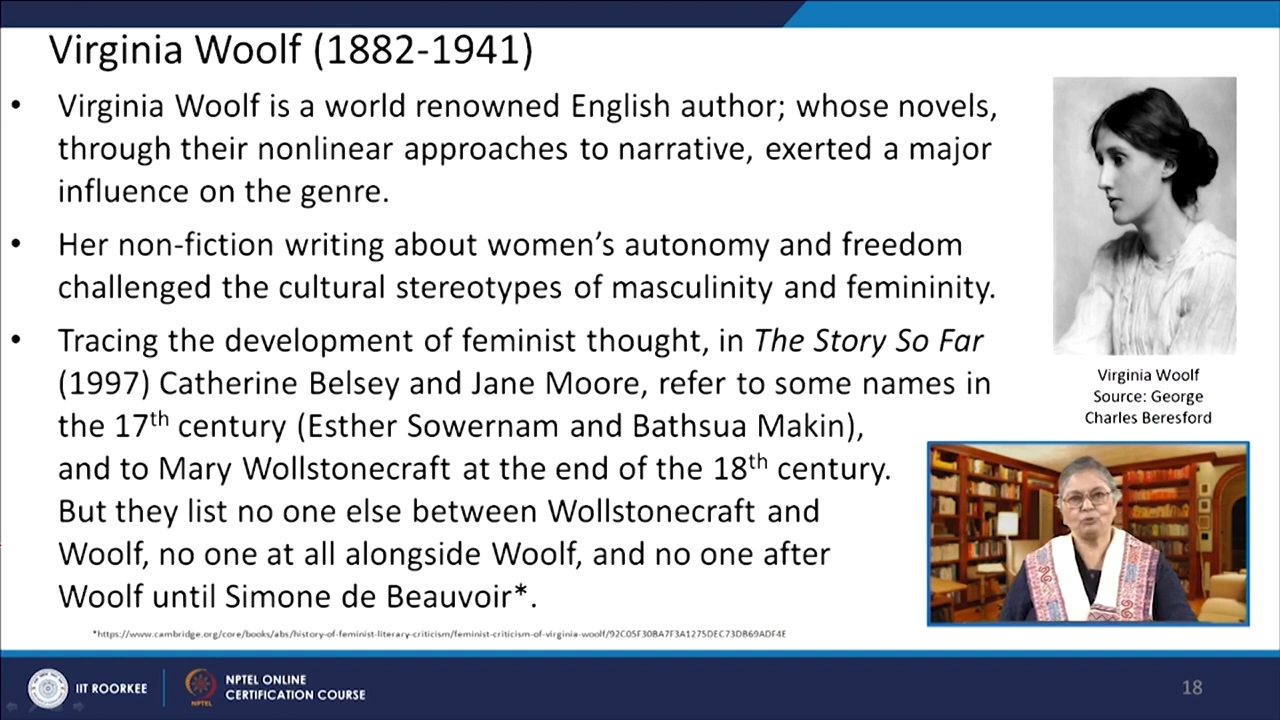 Virginia Woolf (1882-1941)
• Virginia Woolf is a world renowned English author; whose novels,
through their nonlinear approaches to narrative, exerted a major
influence on the genre.
• Her non-fiction writing about women’s autonomy and freedom
challenged the cultural stereotypes of masculinity and femininity.
• Tracing the development of feminist thought, in The Story So Far
(1997) Catherine Belsey and Jane Moore, refer to some names in
the 17th century (Esther Sowernam and Bathsua Makin),
and to Mary Wollstonecraft at the end of the 18th century.
But they list no one else between Wollstonecraft and
Woolf, no one at all alongside Woolf, and no one after
Woolf until Simone de Beauvoir*.
*https://www.cambridge.org/core/books/abs/history-of-feminist-literary-criticism/feminist-criticism-of-virginia-woolf/92C05F30BA7F3A1275DEC73DB69ADF4E
Virginia Woolf
Source: George
Charles Beresford
IIT ROORKEE
NPTEL
NPTEL ONLINE
CERTIFICATION COURSE
18